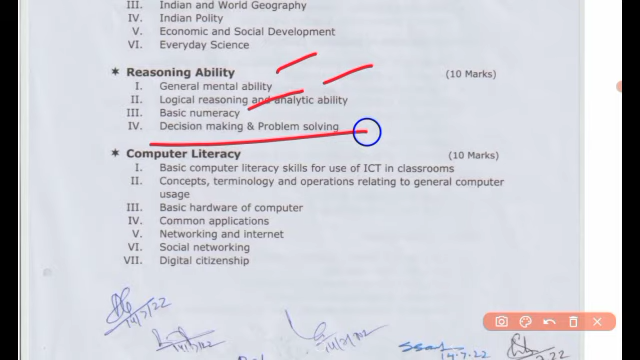 III. Indian and World Geography
IV. Indian Polity
V. Economic and Social Development
VI. Everyday Science
* Reasoning Ability (10 Marks)
I. General mental ability
II. Logical reasoning and analytic ability
III. Basic numeracy
IV. Decision making & Problem solving
* Computer Literacy (10 Marks)
I. Basic computer literacy skills for use of ICT in classrooms
II. Concepts, terminology and operations relating to general computer
usage
III. Basic hardware of computer
IV. Common applications
V. Networking and internet
VI. Social networking
VII. Digital citizenship
14/7/22
14/7/22
14/7/22
14.7.22